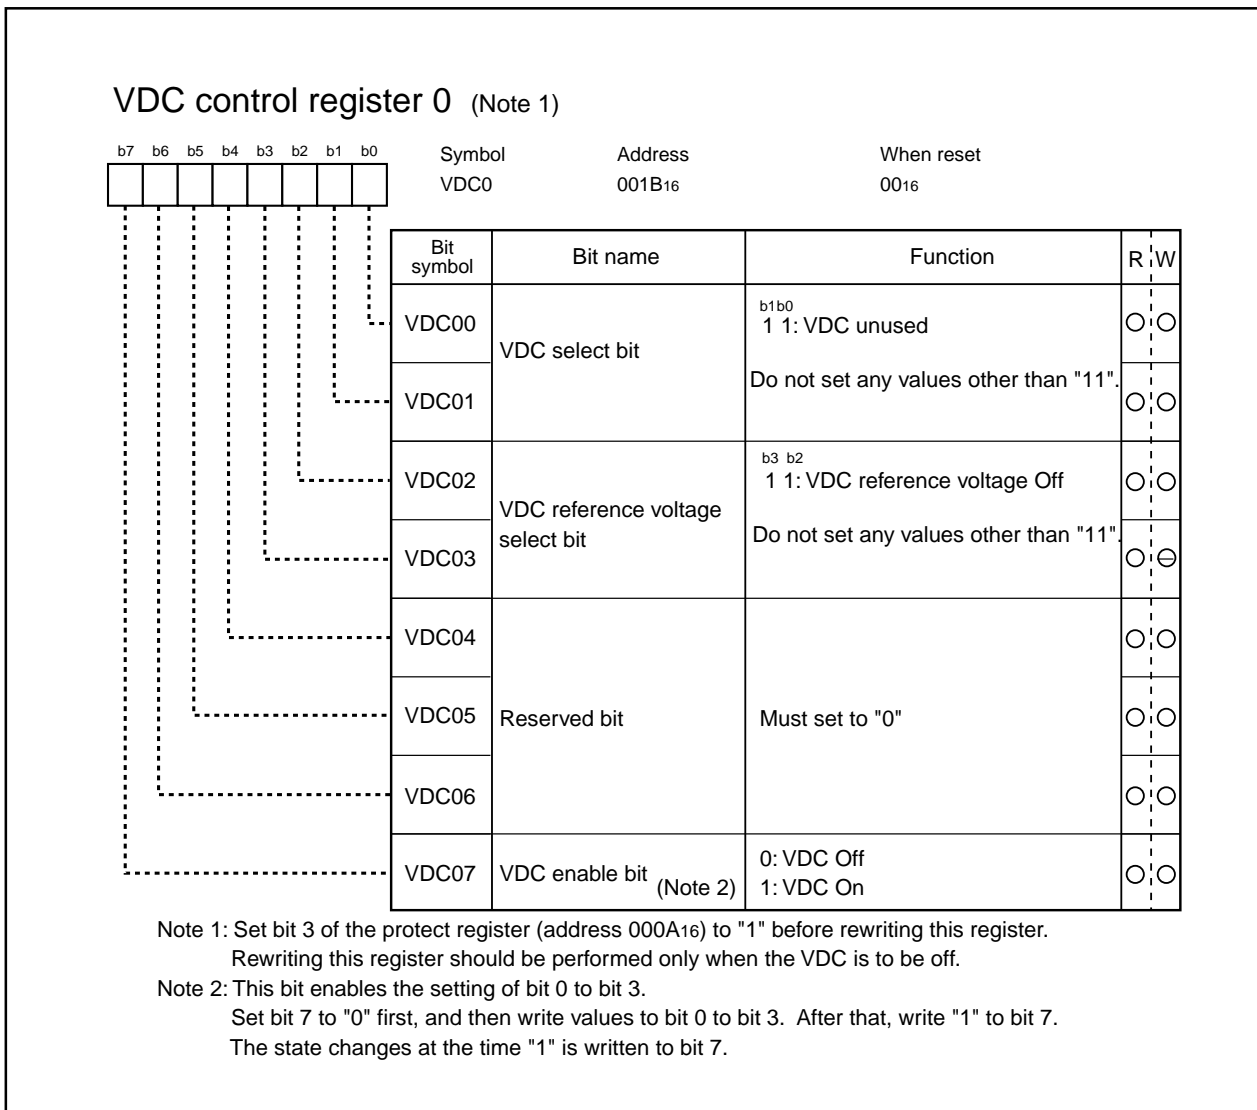 VDC control register 0 (Note 1)
b7 b6 b5 b4 b3 b2 b1 b0
Symbol Address When reset
VDC0 001B16 0016
Bit symbol Bit name Function R W
VDC00 VDC select bit
b1b0
1 1: VDC unused
Do not set any values other than "11".
VDC01
VDC02 VDC reference voltage select bit
b3 b2
1 1: VDC reference voltage Off
Do not set any values other than "11".
VDC03
VDC04
VDC05 Reserved bit Must set to "0"
VDC06
VDC07 VDC enable bit (Note 2)
0: VDC Off
1: VDC On
Note 1: Set bit 3 of the protect register (address 000A16) to "1" before rewriting this register.
Rewriting this register should be performed only when the VDC is to be off.
Note 2: This bit enables the setting of bit 0 to bit 3.
Set bit 7 to "0" first, and then write values to bit 0 to bit 3. After that, write "1" to bit 7.
The state changes at the time "1" is written to bit 7.